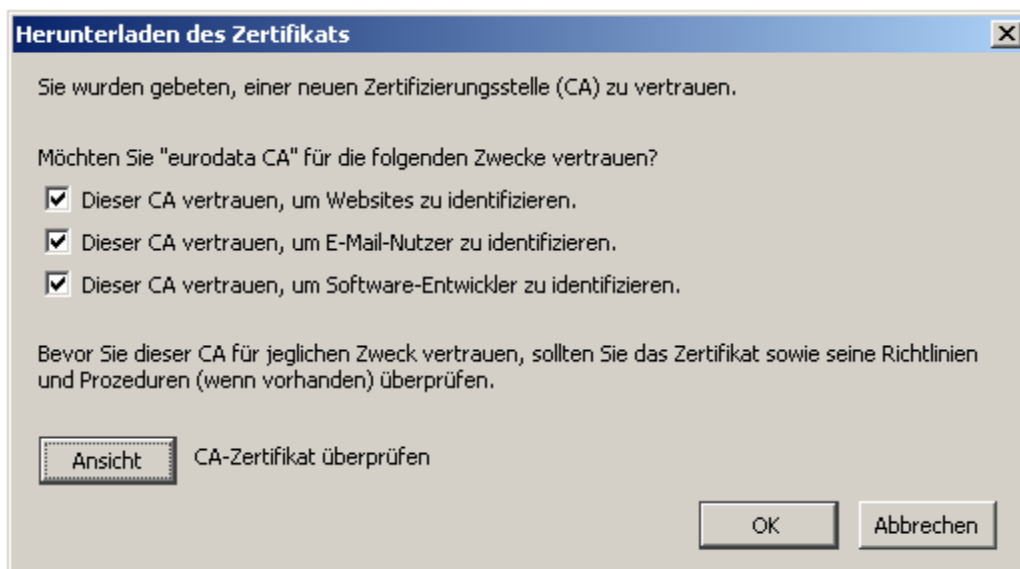 Herunterladen des Zertifikats
Sie wurden gebeten, einer neuen Zertifizierungsstelle (CA) zu vertrauen.
Möchten Sie "eurodata CA" für die folgenden Zwecke vertrauen?
Dieser CA vertrauen, um Websites zu identifizieren.
Dieser CA vertrauen, um E-Mail-Nutzer zu identifizieren.
Dieser CA vertrauen, um Software-Entwickler zu identifizieren.
Bevor Sie dieser CA für jeglichen Zweck vertrauen, sollten Sie das Zertifikat sowie seine Richtlinien
und Prozeduren (wenn vorhanden) überprüfen.
Ansicht CA-Zertifikat überprüfen
OK Abbrechen